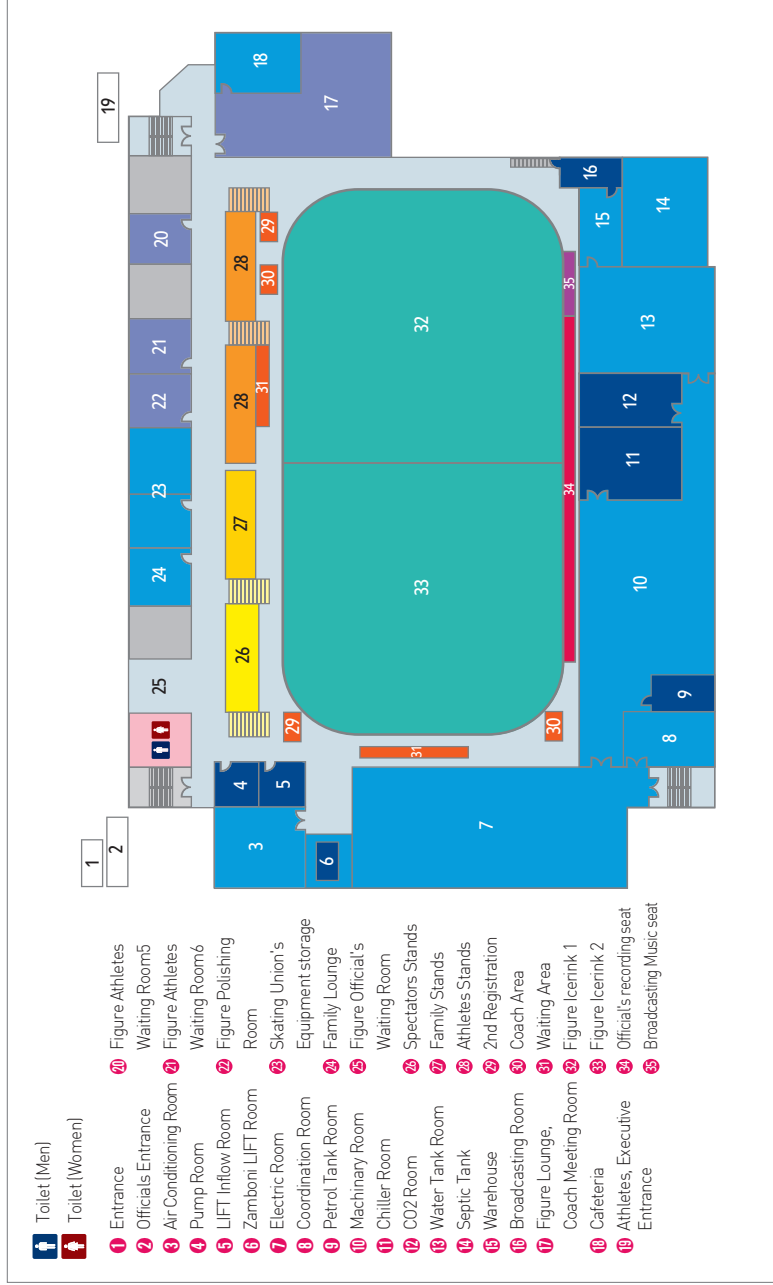 Toilet (Men)
Toilet (Women)
1 Entrance
2 Officials Entrance
3 Air Conditioning Room
4 Pump Room
5 LIFT Inflow Room
6 Zamboni LIFT Room
7 Electric Room
8 Coordination Room
9 Petrol Tank Room
10 Machinary Room
11 Chiller Room
12 CO2 Room
13 Water Tank Room
14 Septic Tank
15 Warehouse
16 Broadcasting Room
17 Figure Lounge,
Coach Meeting Room
18 Cafeteria
19 Athletes, Executive
Entrance
20 Figure Athletes
Waiting Room5
21 Figure Athletes
Waiting Room6
22 Figure Polishing
Room
23 Skating Union's
Equipment storage
24 Family Lounge
25 Figure Official's
Waiting Room
26 Spectators Stands
27 Family Stands
28 Athletes Stands
29 2nd Registration
30 Coach Area
31 Waiting Area
32 Figure Icerink 1
33 Figure Icerink 2
34 Official's recording seat
35 Broadcasting Music seat
1
2
19
25
24
23
22
21
20
18
17
3
4
5
6
26
27
28
28
29
30
31
29
31
30
33
32
34
35
7
8
9
10
11
12
13
14
15
16